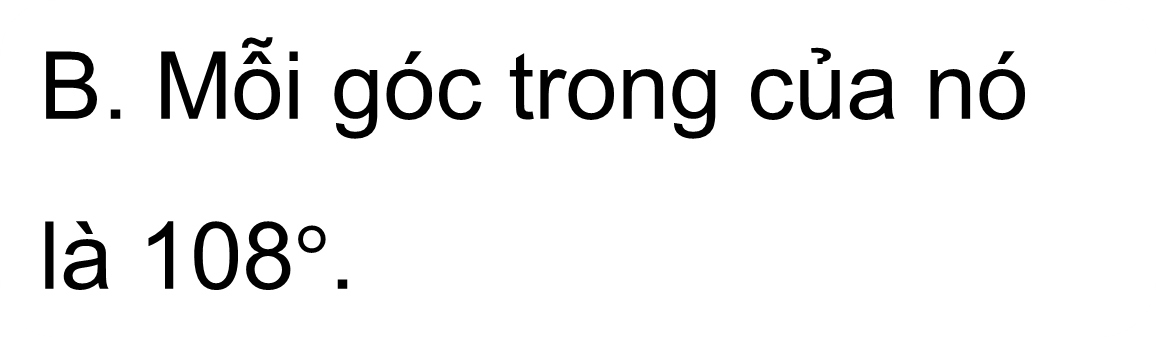 B. Mỗi góc trong của nó
là 108°.